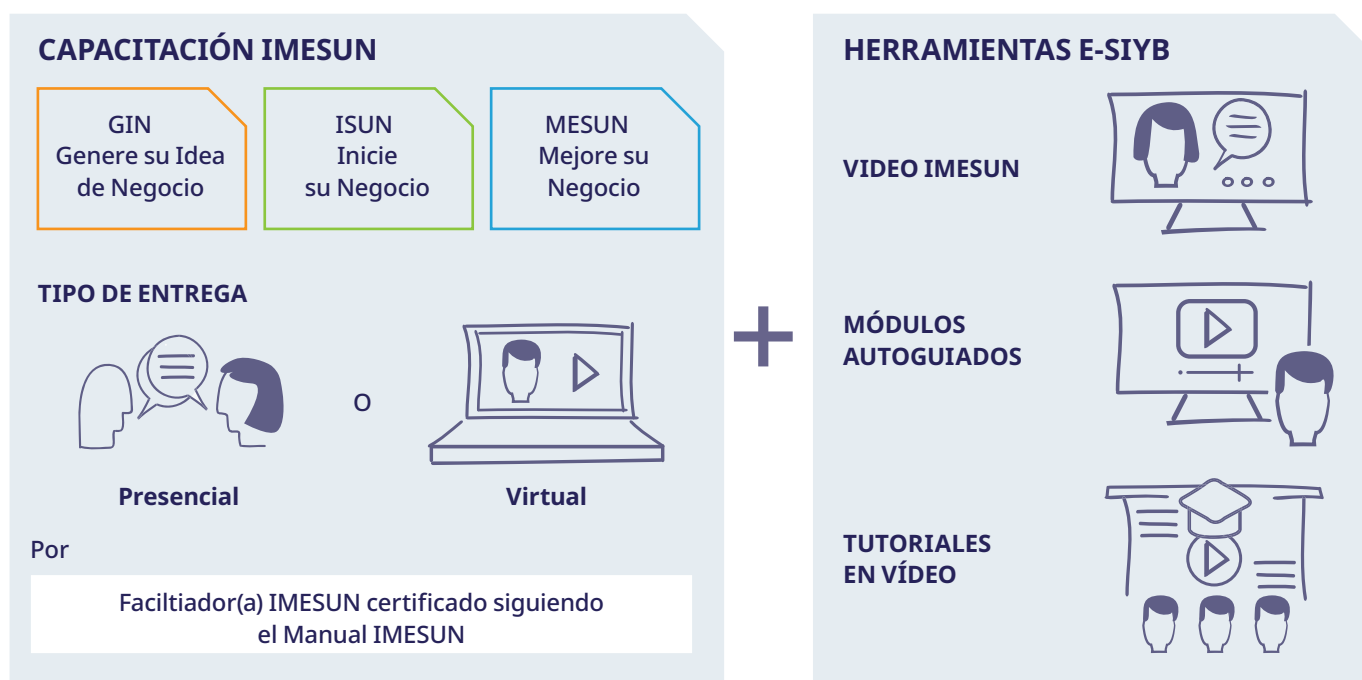 CAPACITACIÓN IMESUN
GIN
Genere su Idea
de Negocio
ISUN
Inicie
su Negocio
MESUN
Mejore su
Negocio
TIPO DE ENTREGA
O
Presencial
Virtual
Por
Faciltiador(a) IMESUN certificado siguiendo
el Manual IMESUN
+
HERRAMIENTAS E-SIYB
VIDEO IMESUN
MÓDULOS
AUTOGUIADOS
TUTORIALES
EN VÍDEO